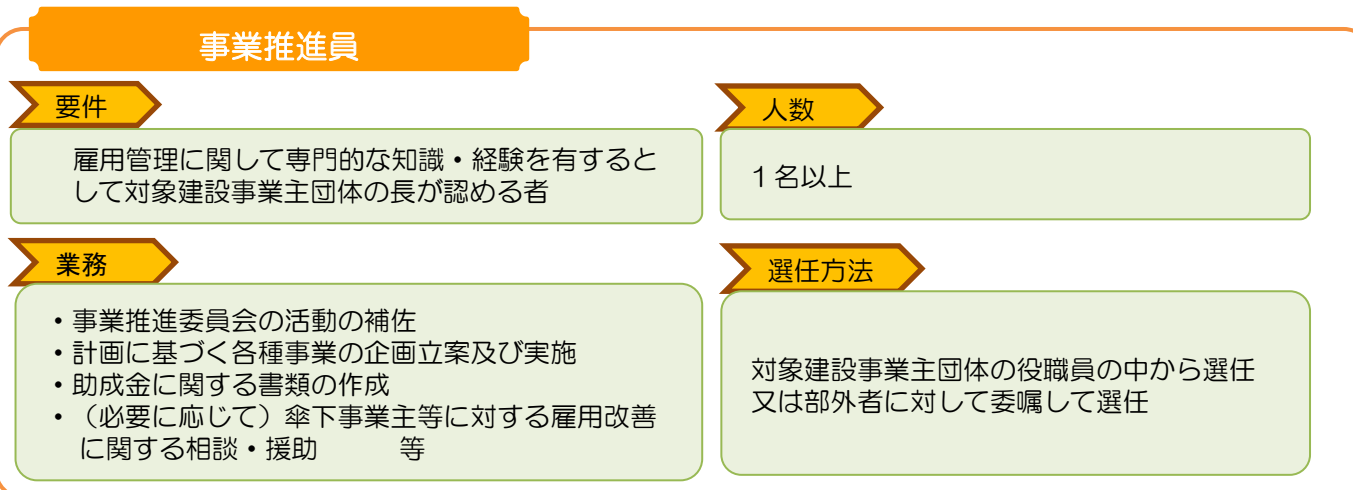 事業推進員
要件
雇用管理に関して専門的な知識・経験を有すると
して対象建設事業主団体の長が認める者
人数
1名以上
業務
・事業推進委員会の活動の補佐
・計画に基づく各種事業の企画立案及び実施
・助成金に関する書類の作成
・（必要に応じて）傘下事業主等に対する雇用改善
に関する相談・援助　　　等
選任方法
対象建設事業主団体の役職員の中から選任
又は部外者に対して委嘱して選任